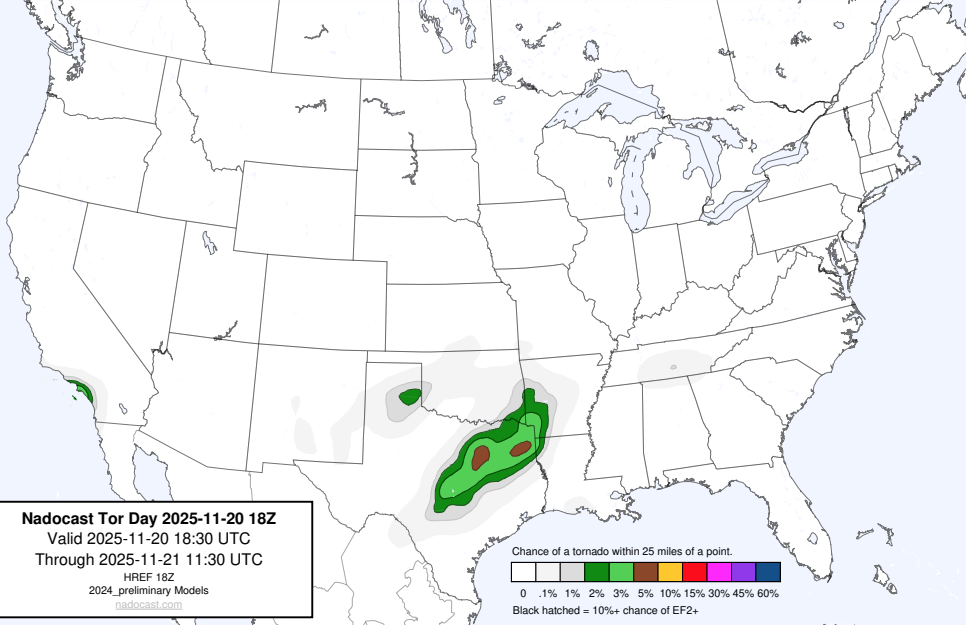 Nadocast Tor Day 2025-11-20 18Z
Valid 2025-11-20 18:30 UTC
Through 2025-11-21 11:30 UTC
HREF 18Z
2024_preliminary Models
nadocast.com
Chance of a tornado within 25 miles of a point.
0 .1% 1% 2% 3% 5% 10% 15% 30% 45% 60%
Black hatched = 10%+ chance of EF2+